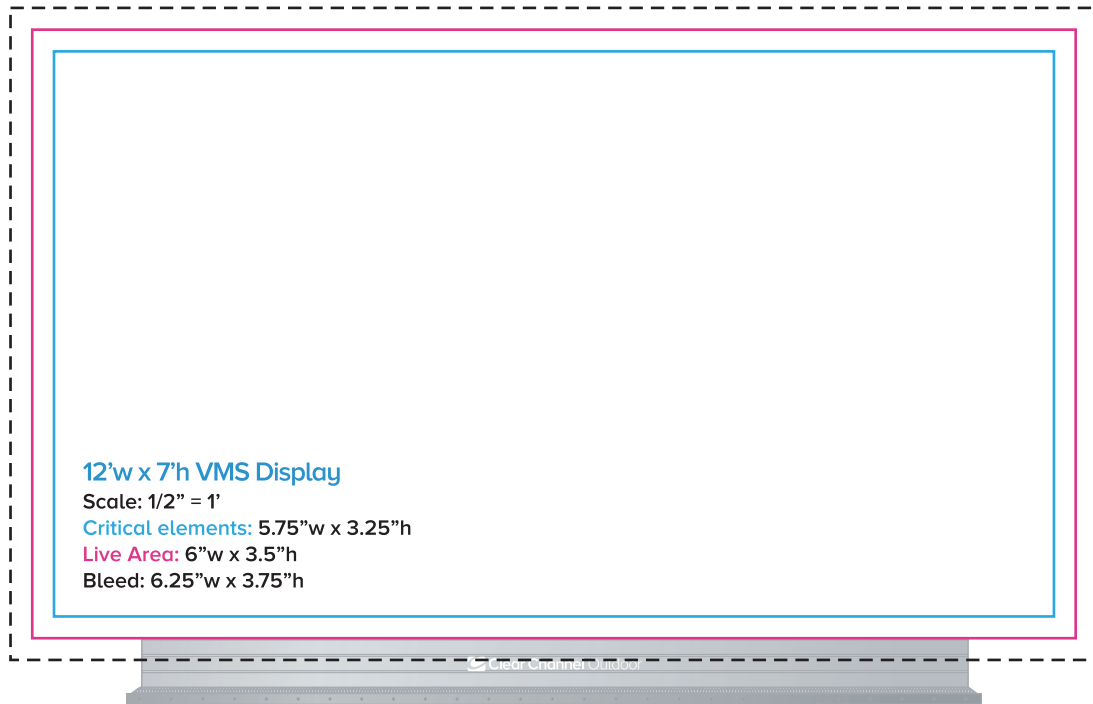 12’w x 7’h VMS Display
Scale: 1/2” = 1’
Critical elements: 5.75”w x 3.25”h
Live Area: 6”w x 3.5”h
Bleed: 6.25”w x 3.75”h
Clear Channel Outdoor